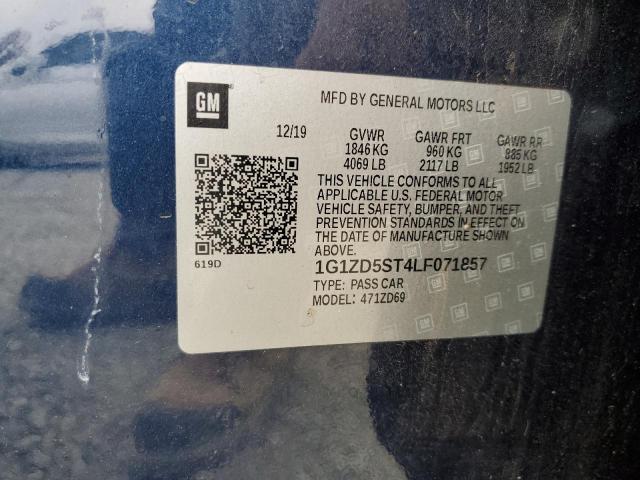 GM
MFD BY GENERAL MOTORS LLC
12/19 GVWR GAWR FRT GAWR RR
1846 KG 960 KG 885 KG
4069 LB 2117 LB 1952 LB
THIS VEHICLE CONFORMS TO ALL
APPLICABLE U.S. FEDERAL MOTOR
VEHICLE SAFETY, BUMPER, AND THEFT
PREVENTION STANDARDS IN EFFECT ON
THE DATE OF MANUFACTURE SHOWN
ABOVE.
619D
1G1ZD5ST4LF071857
TYPE: PASS CAR
MODEL: 471ZD69